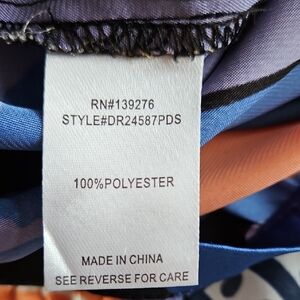 RN#139276
STYLE#DR24587PDS
100%POLYESTER
MADE IN CHINA
SEE REVERSE FOR CARE